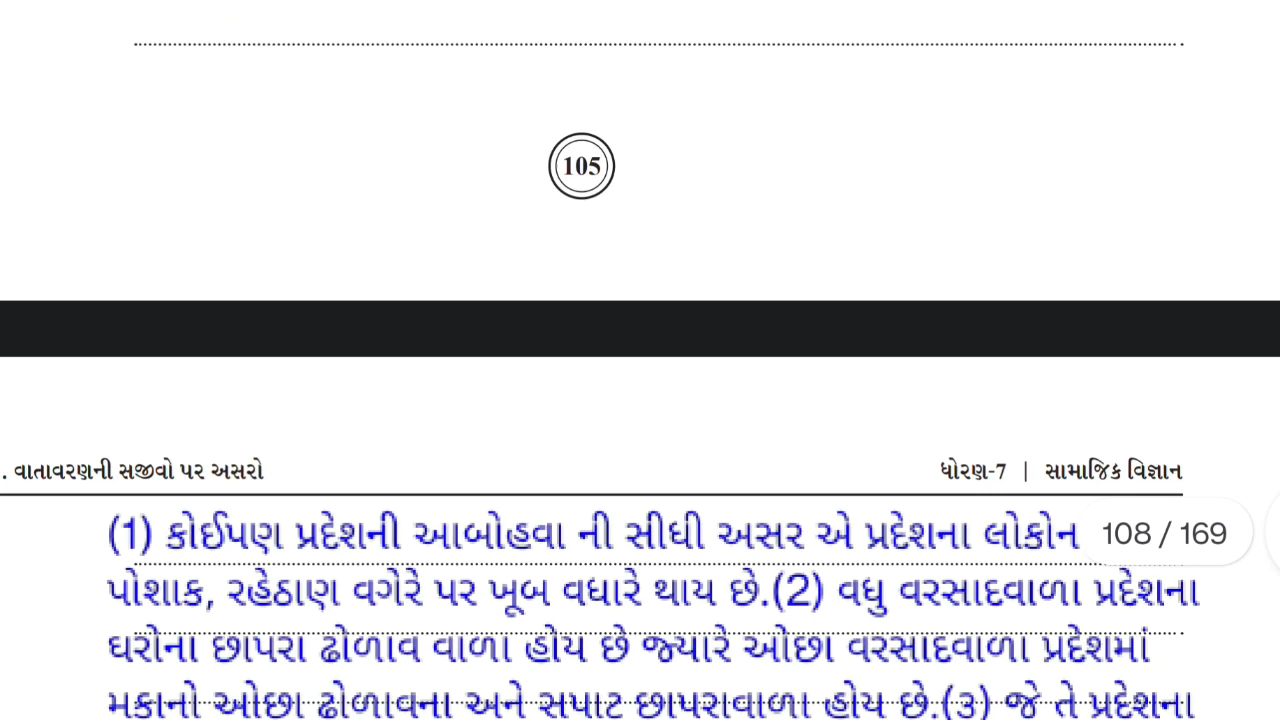 105
. વાતાવરણની સજીવો પર અસરો
ધોરણ-7 | સામાજિક વિજ્ઞાન
(1) કોઈપણ પ્રદેશની આબોહવા ની સીધી અસર એ પ્રદેશના લોકોન
108 / 169
પોશાક, રહેઠાણ વગેરે પર ખૂબ વધારે થાય છે.(2) વધુ વરસાદવાળા પ્રદેશના
ઘરોના છાપરા ઢોળાવ વાળા હોય છે જ્યારે ઓછા વરસાદવાળા પ્રદેશમાં
મકાનો ઓછા ઢોળાવના અને સપાટ છાપરાવાળા હોય છે.(૩) જે તે પ્રદેશના